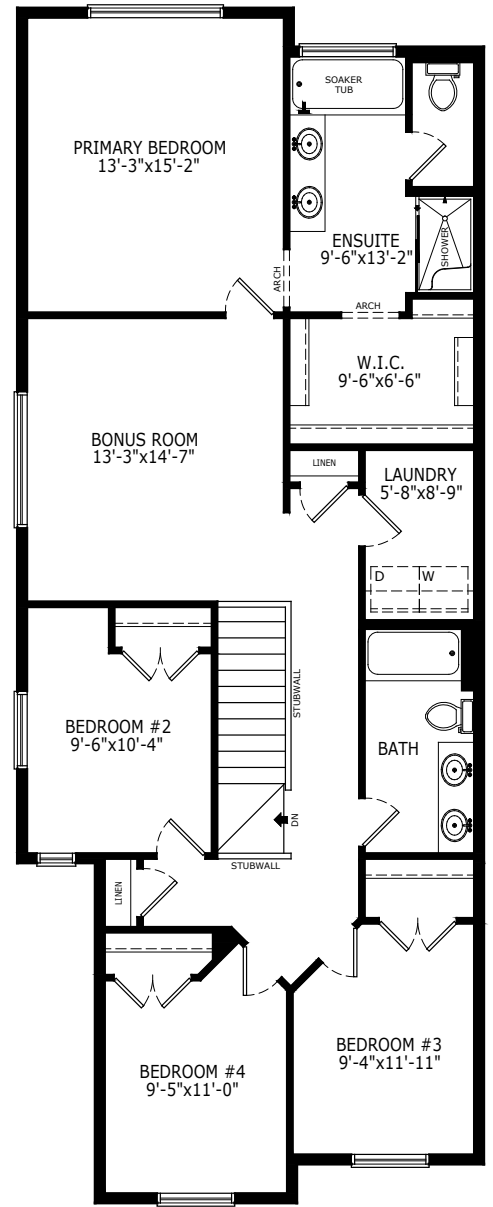 SOAKER
TUB
PRIMARY BEDROOM
13'-3"x15'-2"
ENSUITE
9'-6"x13'-2"
SHOWER
ARCH
ARCH
W.I.C.
9'-6"x6'-6"
BONUS ROOM
13'-3"x14'-7"
LINEN
LAUNDRY
5'-8"x8'-9"
D W
STUBWALL
BEDROOM #2
9'-6"x10'-4"
BATH
DN
STUBWALL
LINEN
BEDROOM #3
9'-4"x11'-11"
BEDROOM #4
9'-5"x11'-0"